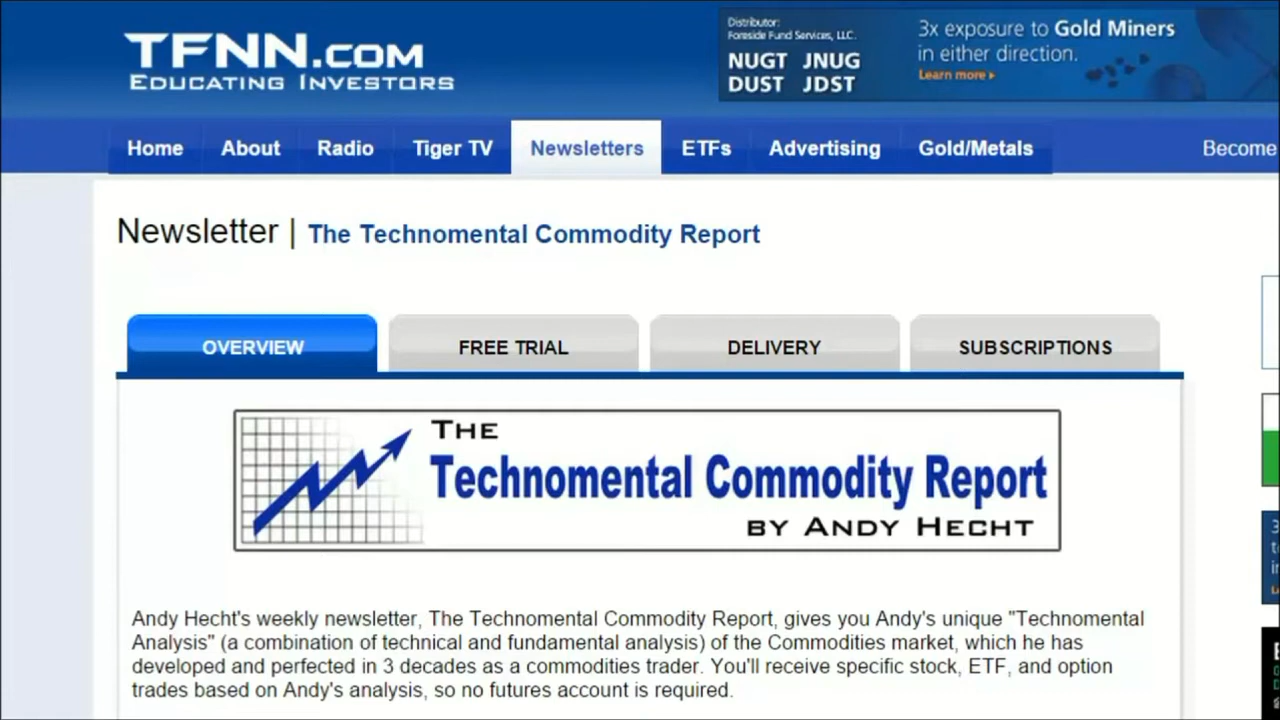 TFNN.COM
EDUCATING INVESTORS
Distributor:
Foreside Fund Services, LLC.
NUGT JNUG
DUST JDST
3x exposure to Gold Miners
in either direction.
Learn more
Home About Radio Tiger TV Newsletters ETFs Advertising Gold/Metals Become
Newsletter | The Technomental Commodity Report
OVERVIEW FREE TRIAL DELIVERY SUBSCRIPTIONS
THE
Technomental Commodity Report
BY ANDY HECHT
Andy Hecht's weekly newsletter, The Technomental Commodity Report, gives you Andy's unique "Technomental
Analysis" (a combination of technical and fundamental analysis) of the Commodities market, which he has
developed and perfected in 3 decades as a commodities trader. You'll receive specific stock, ETF, and option
trades based on Andy's analysis, so no futures account is required.